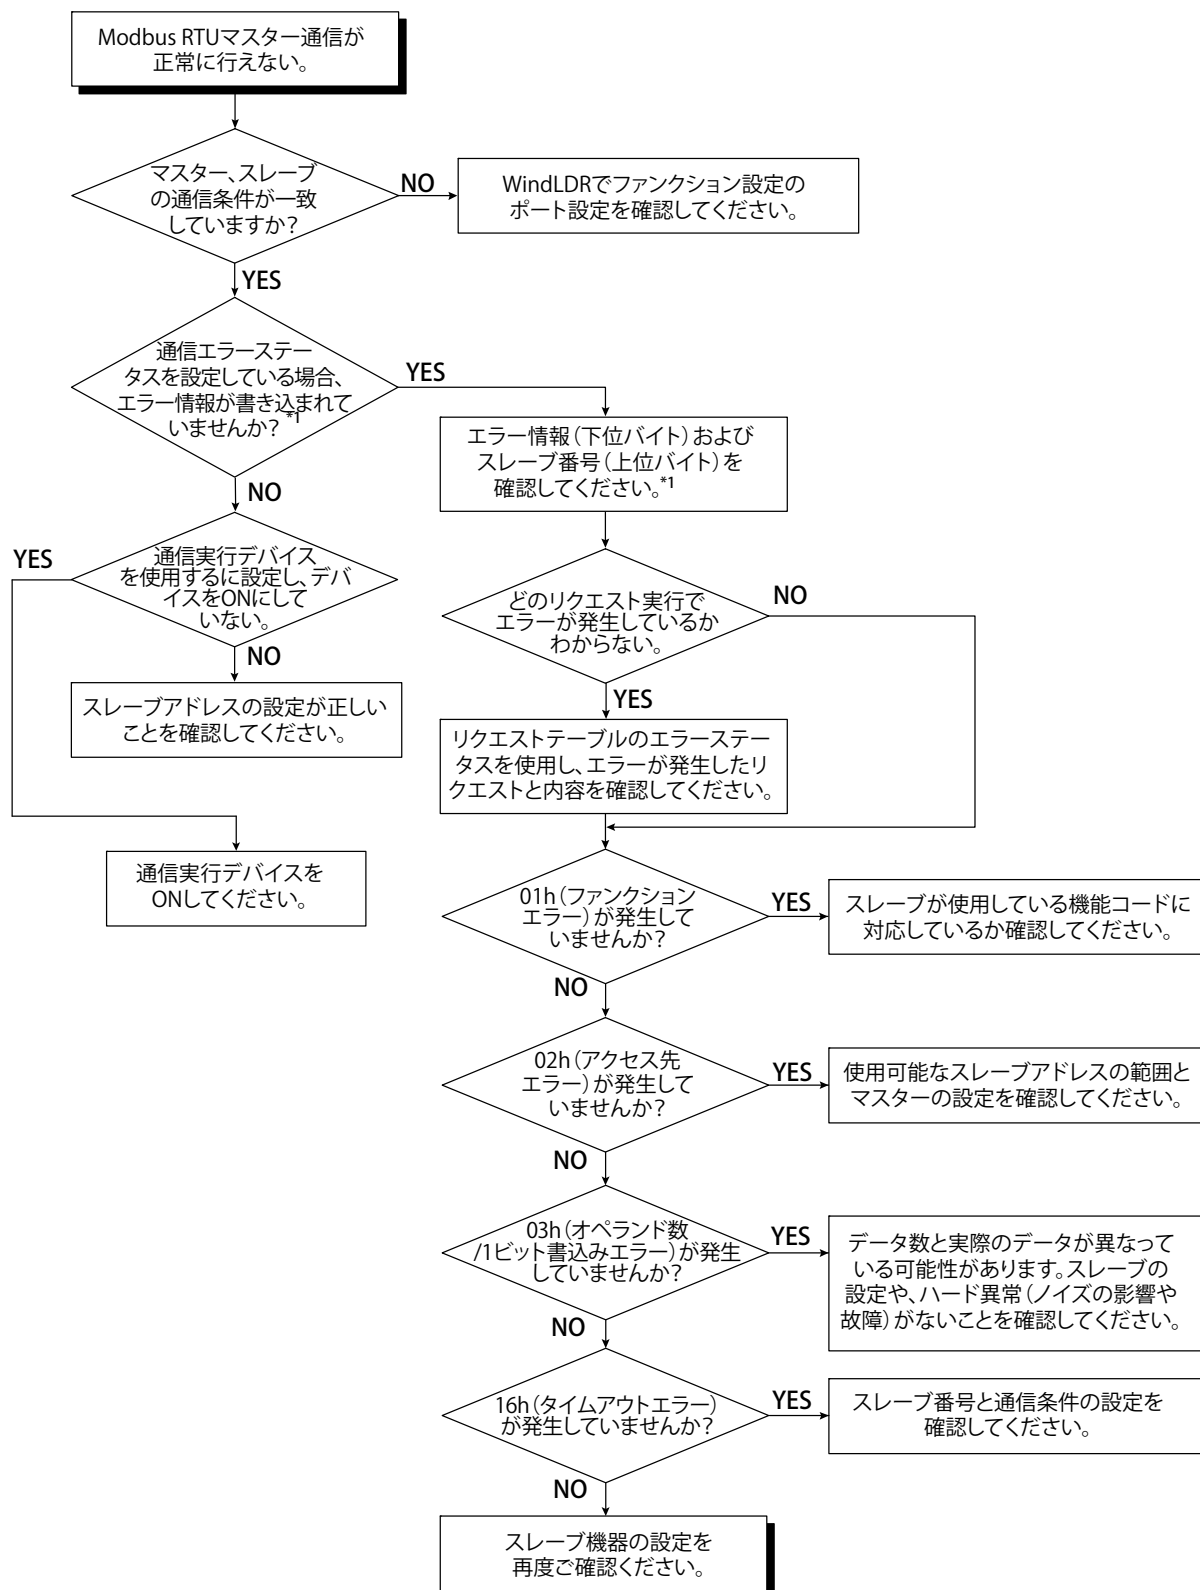 Modbus RTUマスター通信が
正常に行えない。
マスター、スレーブ
の通信条件が一致
していますか？
NO
WindLDRでファンクション設定の
ポート設定を確認してください。
YES
通信エラーステー
タスを設定している場合、
エラー情報が書き込まれて
いませんか？*1
YES
エラー情報（下位バイト）および
スレーブ番号（上位バイト）を
確認してください。*1
NO
YES
通信実行デバイス
を使用するに設定し、デバ
イスをONにして
いない。
どのリクエスト実行で
エラーが発生しているか
わからない。
NO
NO
スレーブアドレスの設定が正しい
ことを確認してください。
YES
リクエストテーブルのエラーステー
タスを使用し、エラーが発生したリ
クエストと内容を確認してください。
通信実行デバイスを
ONしてください。
01h（ファンクション
エラー）が発生して
いませんか？
YES
スレーブが使用している機能コードに
対応しているか確認してください。
NO
02h（アクセス先
エラー）が発生して
いませんか？
YES
使用可能なスレーブアドレスの範囲と
マスターの設定を確認してください。
NO
03h（オペランド数
/1ビット書込みエラー）が発生
していませんか？
YES
データ数と実際のデータが異なって
いる可能性があります。スレーブの
設定や、ハード異常（ノイズの影響や
故障）がないことを確認してください。
NO
16h（タイムアウトエラー）
が発生していませんか？
YES
スレーブ番号と通信条件の設定を
確認してください。
NO
スレーブ機器の設定を
再度ご確認ください。